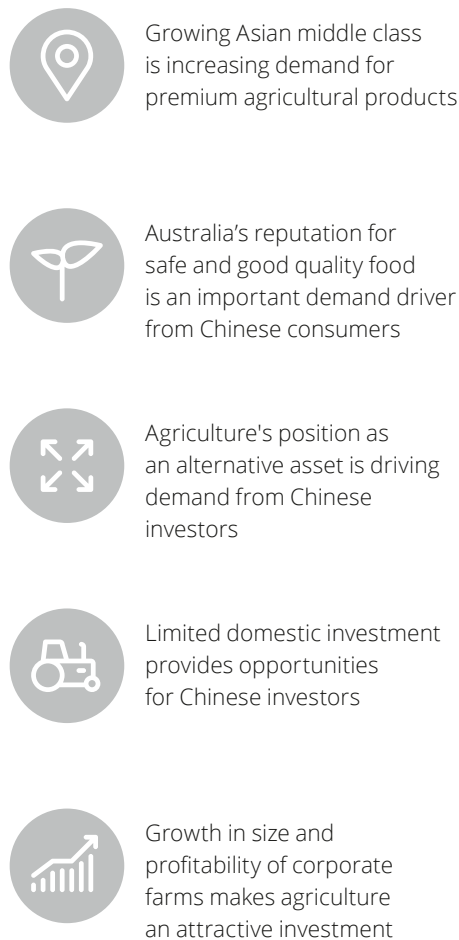 Growing Asian middle class
is increasing demand for
premium agricultural products
Australia’s reputation for
safe and good quality food
is an important demand driver
from Chinese consumers
Agriculture's position as
an alternative asset is driving
demand from Chinese
investors
Limited domestic investment
provides opportunities
for Chinese investors
Growth in size and
profitability of corporate
farms makes agriculture
an attractive investment